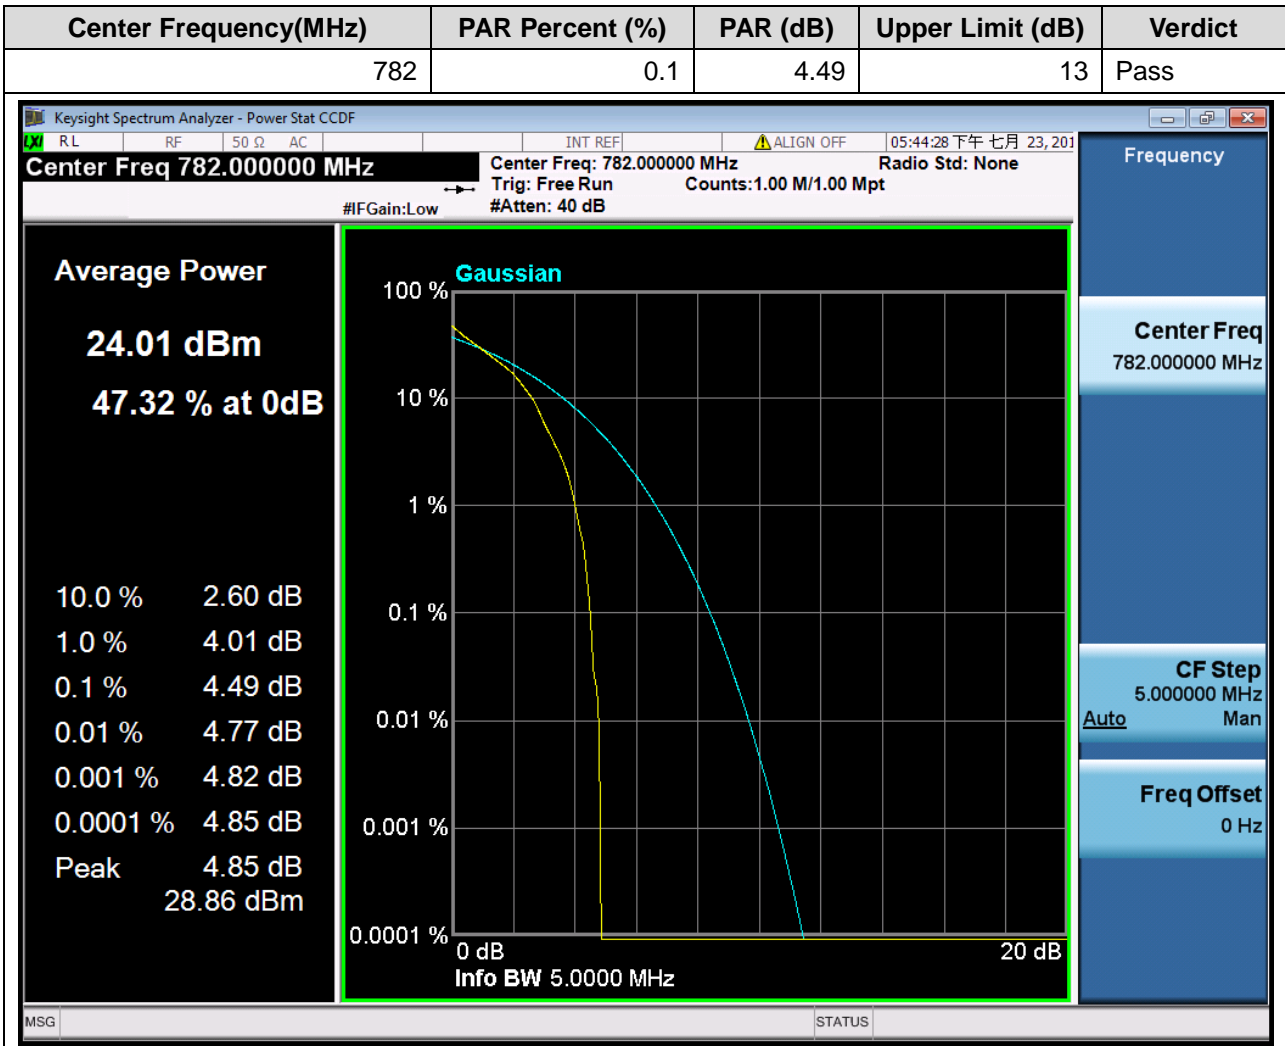 Center Frequency(MHz) PAR Percent (%) PAR (dB) Upper Limit (dB) Verdict
782 0.1 4.49 13 Pass
Keysight Spectrum Analyzer - Power Stat CCDF
LXI RL RF 50 Ω AC INT REF ALIGN OFF 05:44:28 下午 七月 23, 201
Center Freq 782.000000 MHz
Center Freq: 782.000000 MHz Radio Std: None
Trig: Free Run Counts:1.00 M/1.00 Mpt
#IFGain:Low #Atten: 40 dB
Average Power
24.01 dBm
47.32 % at 0dB
10.0 % 2.60 dB
1.0 % 4.01 dB
0.1 % 4.49 dB
0.01 % 4.77 dB
0.001 % 4.82 dB
0.0001 % 4.85 dB
Peak 4.85 dB
28.86 dBm
Gaussian
100 %
10 %
1 %
0.1 %
0.01 %
0.001 %
0.0001 %
0 dB 20 dB
Info BW 5.0000 MHz
Frequency
Center Freq
782.000000 MHz
CF Step
5.000000 MHz
Auto Man
Freq Offset
0 Hz
MSG STATUS